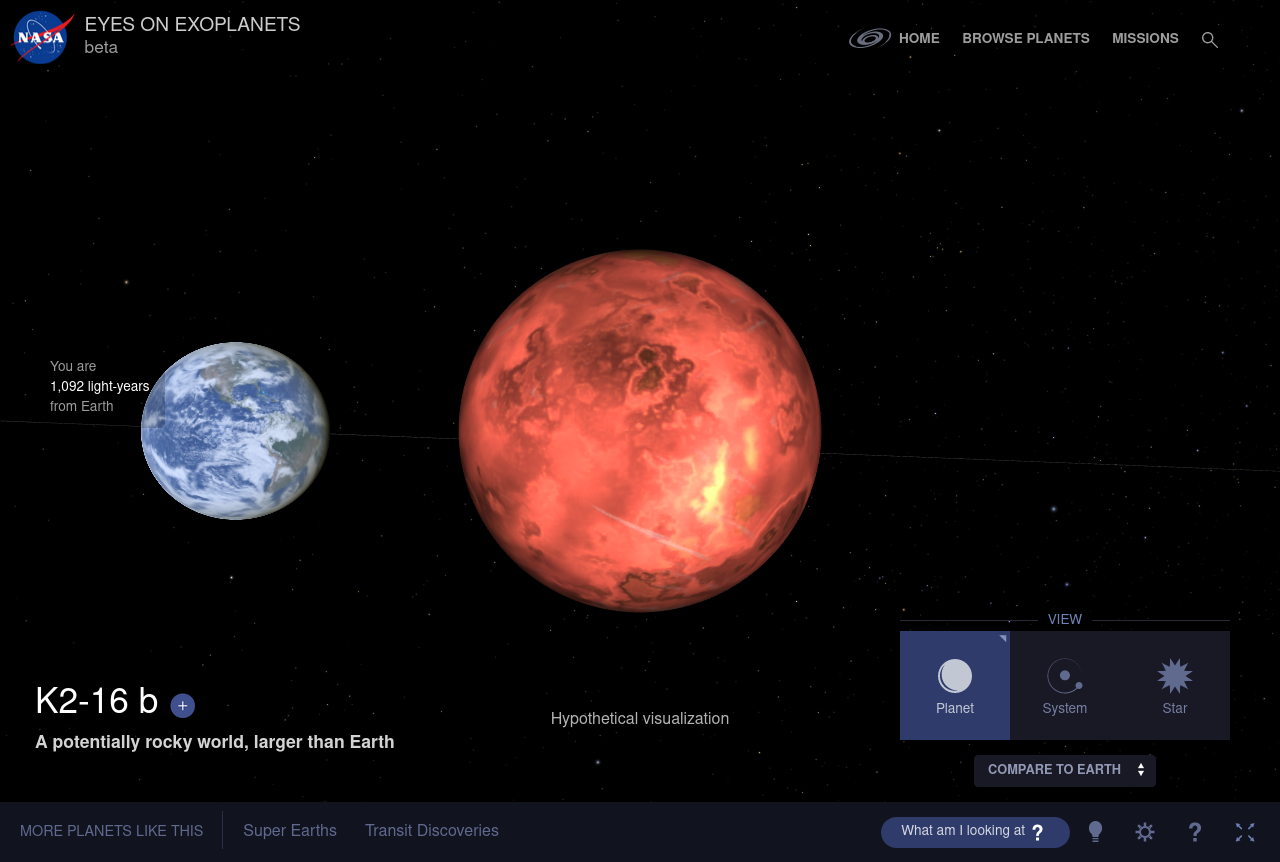 NASA
EYES ON EXOPLANETS
beta
HOME
BROWSE PLANETS
MISSIONS
You are
1,092 light-years
from Earth
VIEW
Planet
System
Star
K2-16 b +
A potentially rocky world, larger than Earth
Hypothetical visualization
COMPARE TO EARTH
MORE PLANETS LIKE THIS
Super Earths
Transit Discoveries
What am I looking at ?
?